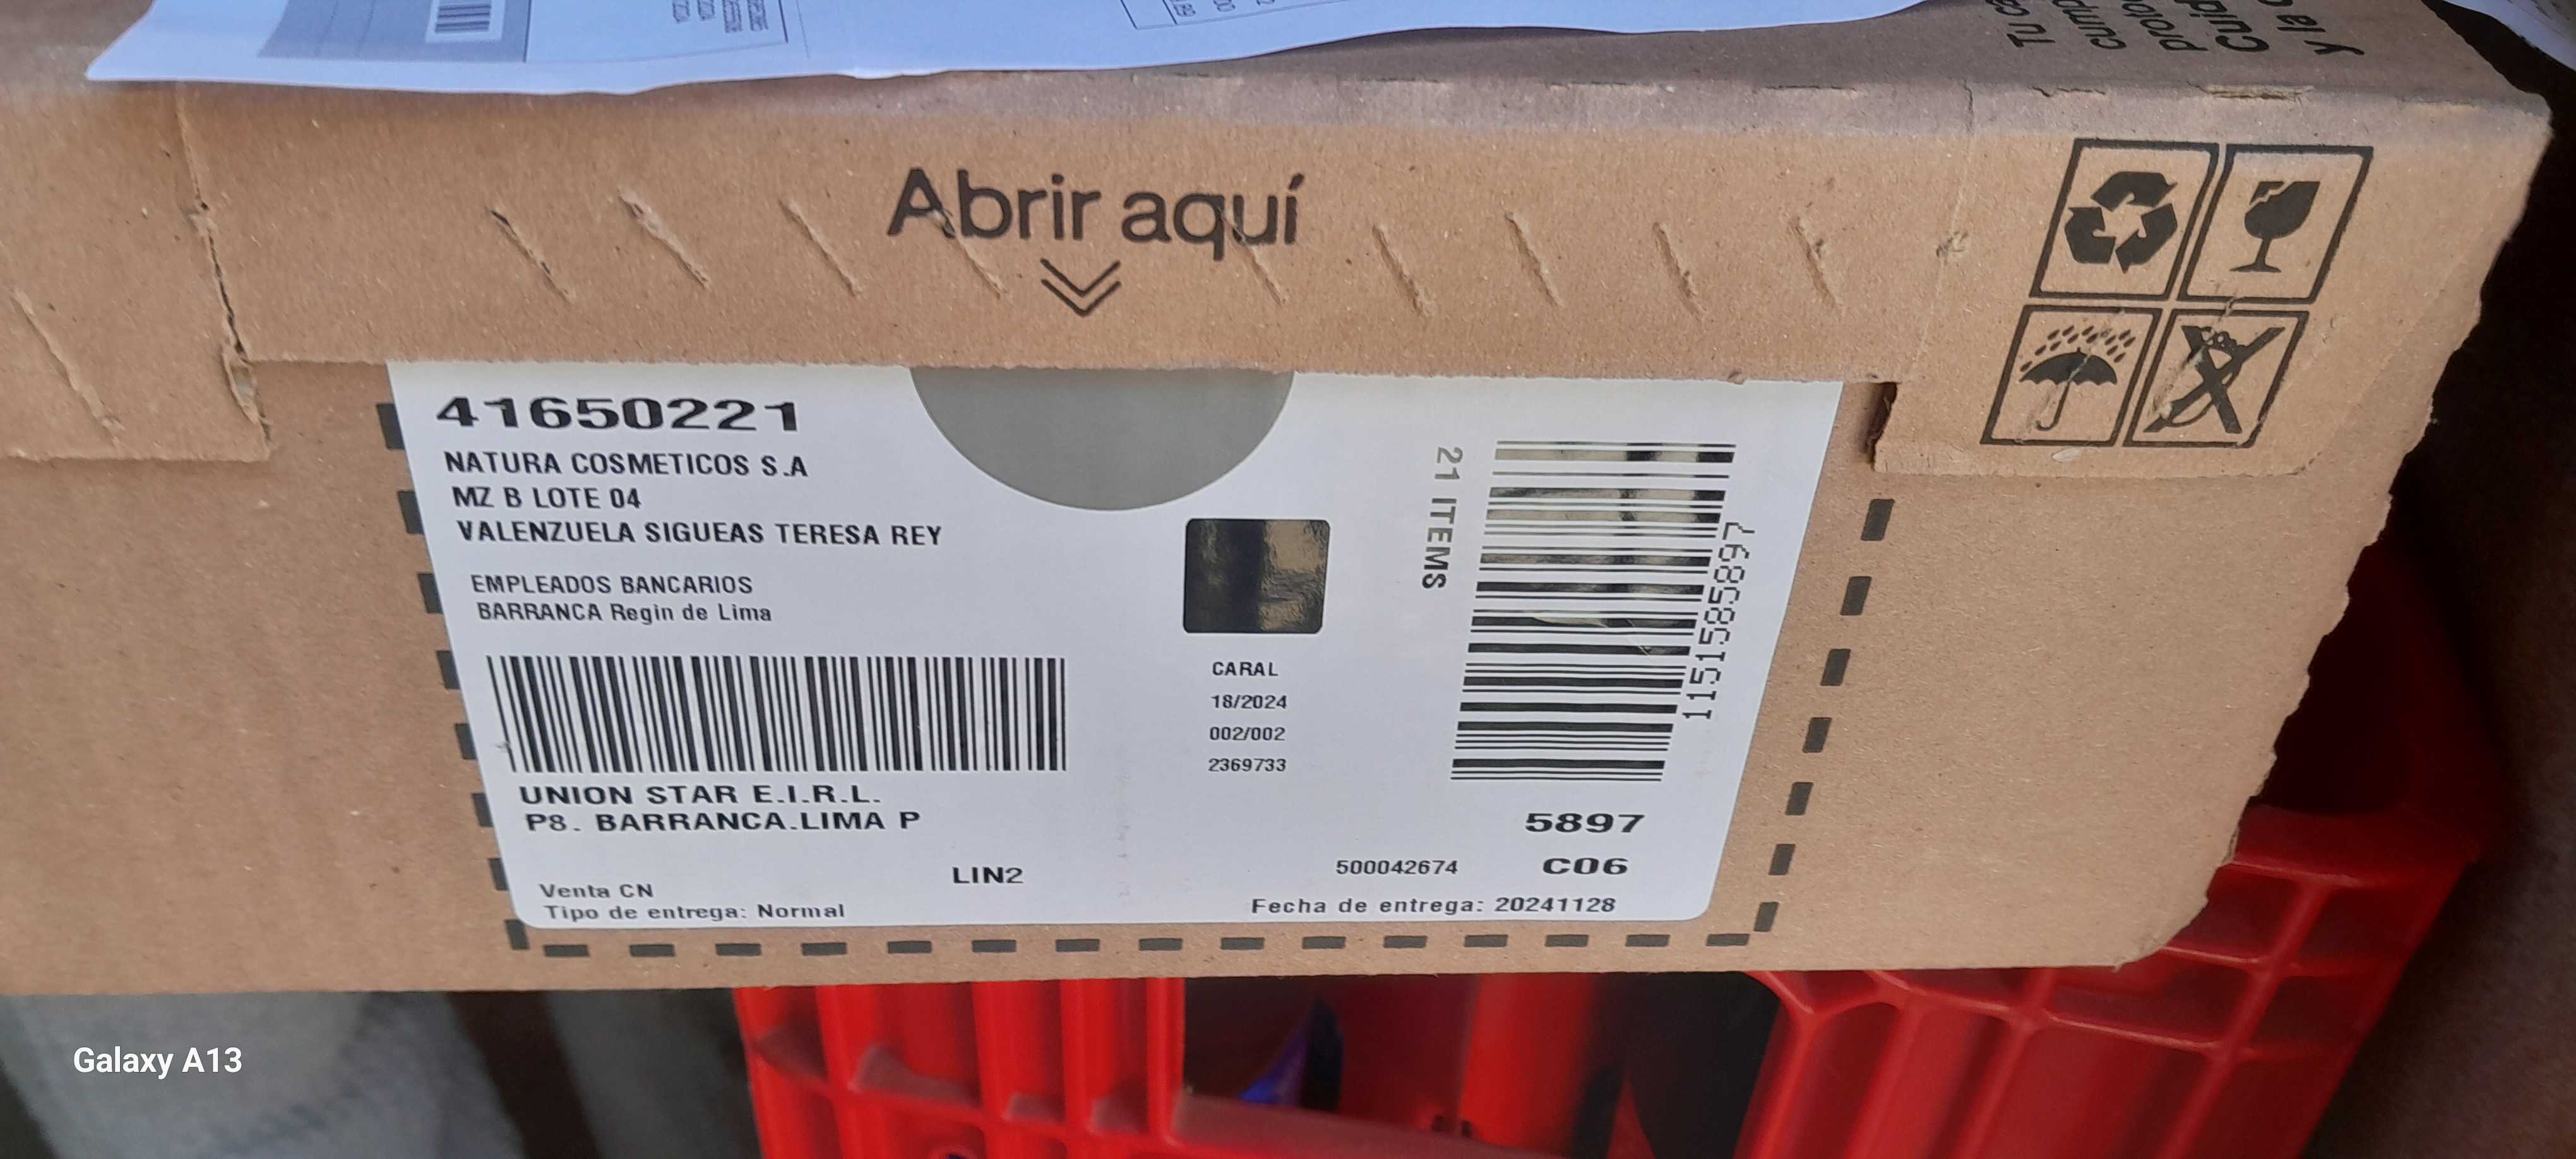 Abrir aquí
41650221
NATURA COSMETICOS S.A
MZ B LOTE 04
VALENZUELA SIGUEAS TERESA REY
EMPLEADOS BANCARIOS
BARRANCA Regin de Lima
21 ITEMS
1151585897
CARAL
18/2024
002/002
2369733
UNION STAR E.I.R.L.
P8. BARRANCA.LIMA P
5897
LIN2
500042674
C06
Venta CN
Tipo de entrega: Normal
Fecha de entrega: 20241128
Galaxy A13